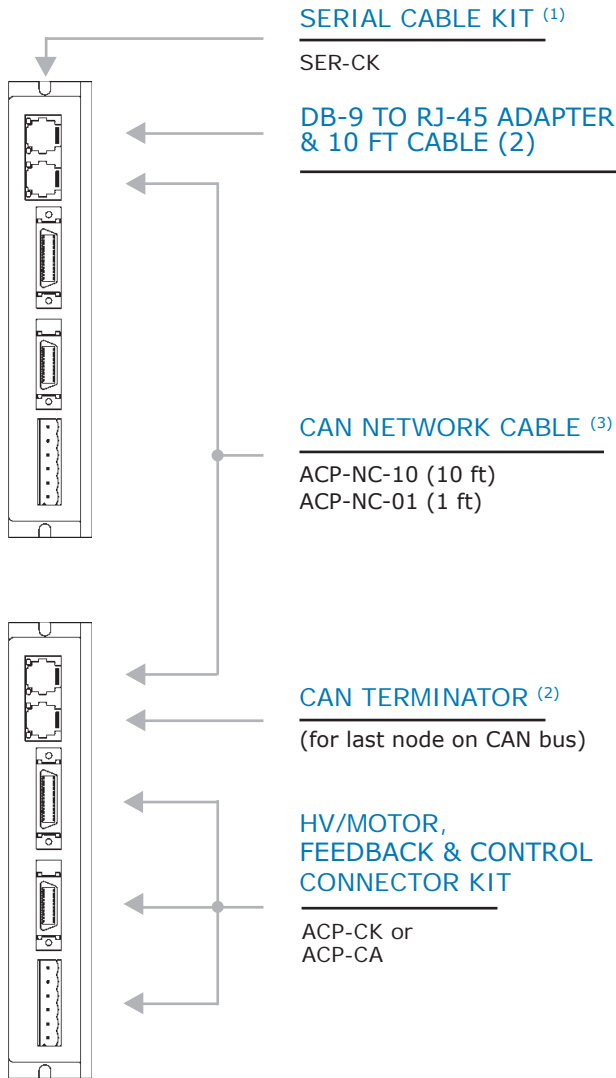 SERIAL CABLE KIT (1)
SER-CK
DB-9 TO RJ-45 ADAPTER
& 10 FT CABLE (2)
CAN NETWORK CABLE (3)
ACP-NC-10 (10 ft)
ACP-NC-01 (1 ft)
CAN TERMINATOR (2)
(for last node on CAN bus)
HV/MOTOR,
FEEDBACK & CONTROL
CONNECTOR KIT
ACP-CK or
ACP-CA